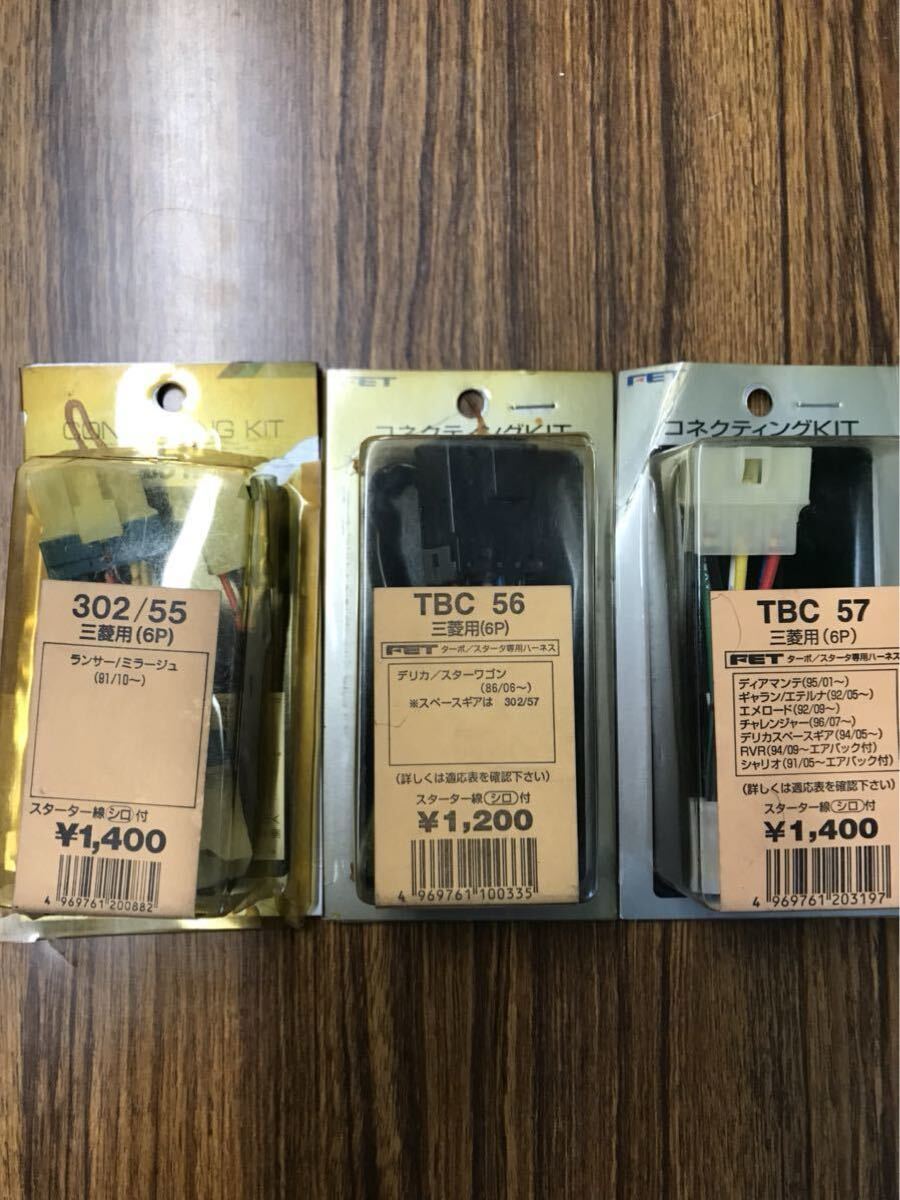 KIT
302/55
三菱用(6P)
ランサー/ミラージュ
(91/10～)
スターター線(シロ)付
¥1,400
4 969761 200882
FET
コネクティングKIT
TBC 56
三菱用(6P)
FET ターボ/スタータ専用ハーネス
デリカ/スターワゴン
(86/06～)
※スペースギアは 302/57
(詳しくは適応表を確認下さい)
スターター線(シロ)付
¥1,200
4 969761 100335
FET
コネクティングKIT
TBC 57
三菱用(6P)
FET ターボ/スタータ専用ハーネス
ディアマンテ(95/01～)
ギャラン/エテルナ(92/05～)
エメロード(92/09～)
チャレンジャー(96/07～)
デリカスペースギア(94/05～)
RVR(94/09～エアバック付)
シャリオ(91/05～エアバック付)
(詳しくは適応表を確認下さい)
スターター線(シロ)付
¥1,400
4 969761 203197